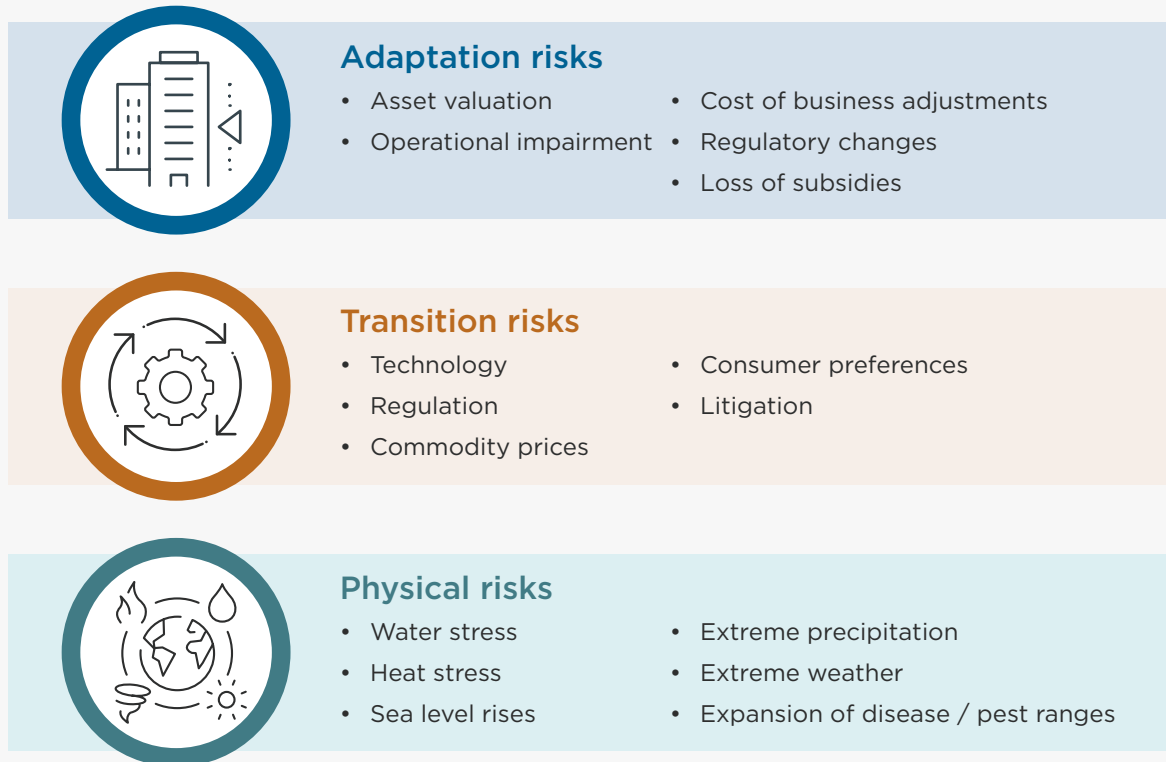 Adaptation risks
• Asset valuation
• Operational impairment
• Cost of business adjustments
• Regulatory changes
• Loss of subsidies
Transition risks
• Technology
• Regulation
• Commodity prices
• Consumer preferences
• Litigation
Physical risks
• Water stress
• Heat stress
• Sea level rises
• Extreme precipitation
• Extreme weather
• Expansion of disease / pest ranges